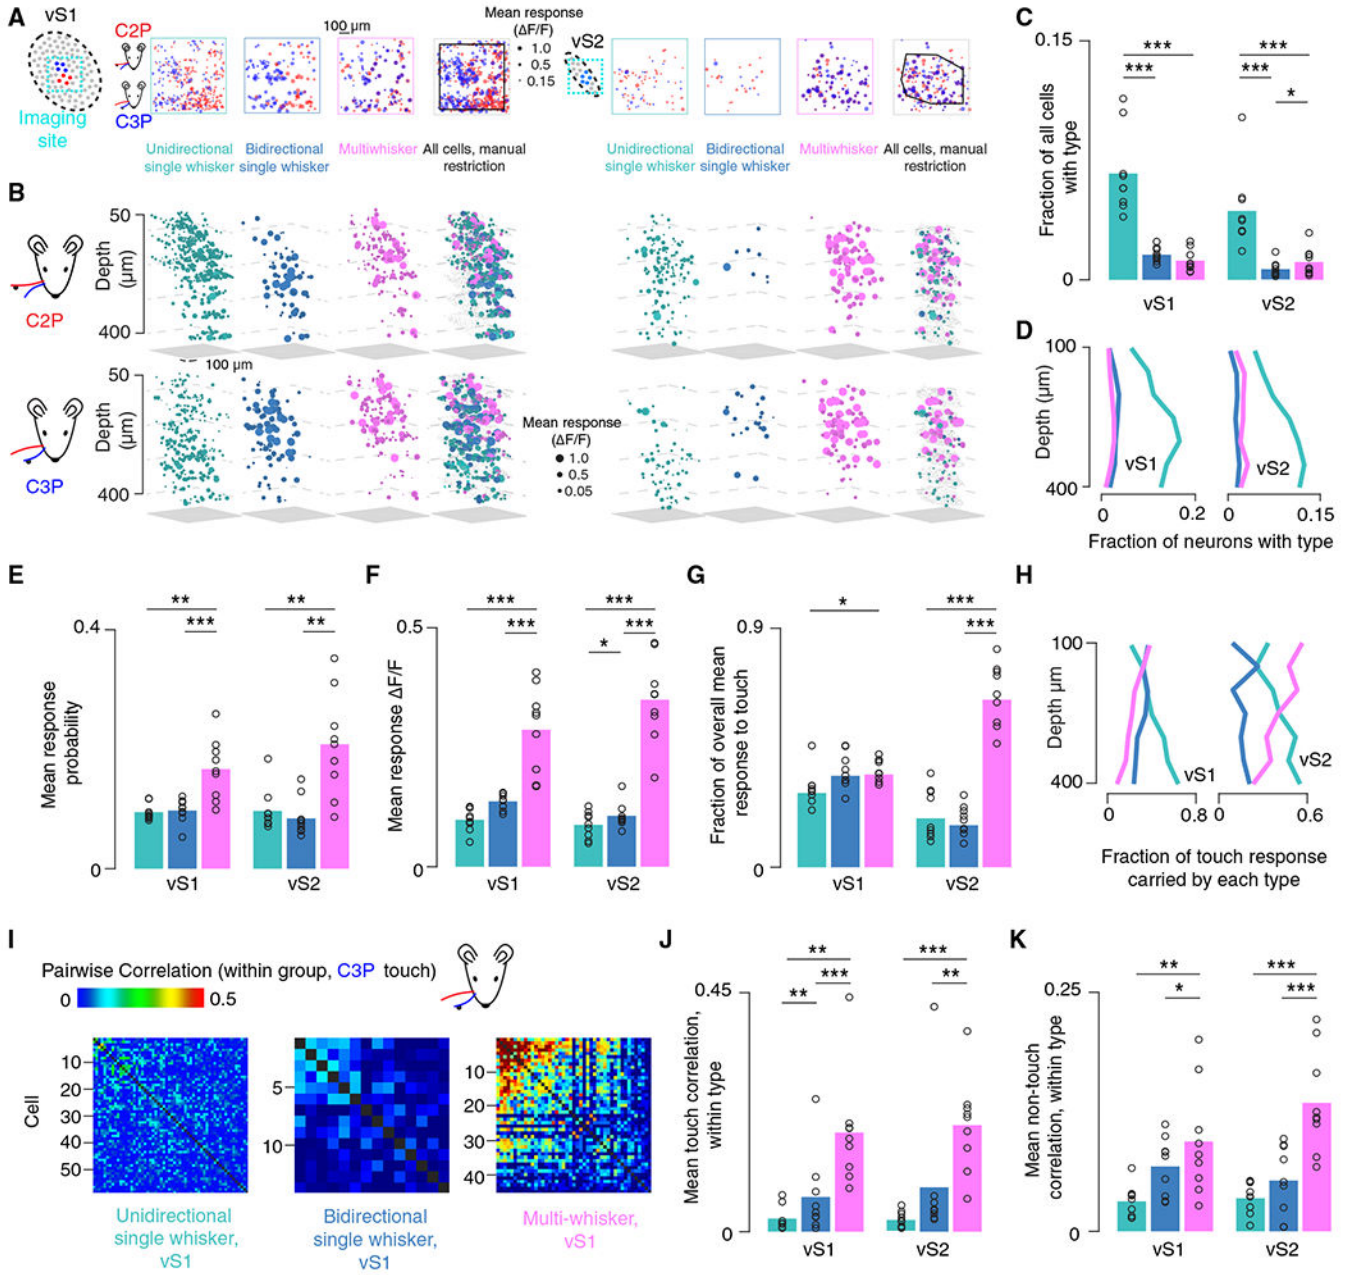 A
vS1
C2P
C3P
Imaging
site
100 µm
Mean response
(ΔF/F)
1.0
0.5
0.15
vS2
Unidirectional
single whisker
Bidirectional
single whisker
Multiwhisker
All cells, manual
restriction
Unidirectional
single whisker
Bidirectional
single whisker
Multiwhisker
All cells, manual
restriction
B
50
Depth
(µm)
400
C2P
100 µm
50
Depth
(µm)
400
C3P
Mean response
(ΔF/F)
1.0
0.5
0.05
C
0.15
Fraction of all cells
with type
0
*** *** *** *** *
vS1 vS2
D
100
Depth (µm)
400
vS1 vS2
0 0.2 0 0.15
Fraction of neurons with type
E
0.4
Mean response
probability
0
** *** ** **
vS1 vS2
F
0.5
Mean response ΔF/F
0
*** *** *** *** *
vS1 vS2
G
0.9
Fraction of overall mean
response to touch
0
* *** ***
vS1 vS2
H
100
Depth µm
400
vS1 vS2
0 0.8 0 0.6
Fraction of touch response
carried by each type
I
Pairwise Correlation (within group, C3P touch)
0 0.5
Cell
10
20
30
40
50
5
10
10
20
30
40
Unidirectional
single whisker,
vS1
Bidirectional
single whisker,
vS1
Multi-whisker,
vS1
J
0.45
Mean touch correlation,
within type
0
** *** ** *** **
vS1 vS2
K
0.25
Mean non-touch
correlation, within type
0
** * *** ***
vS1 vS2